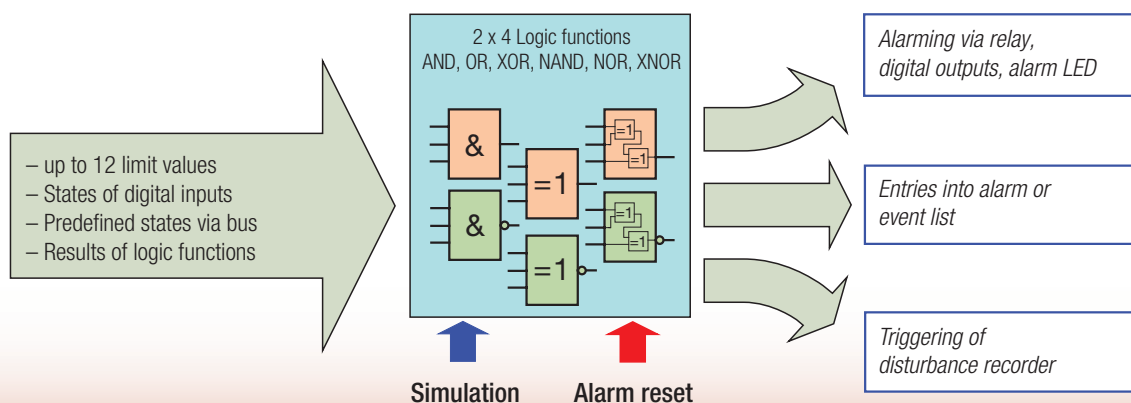 – up to 12 limit values
– States of digital inputs
– Predefined states via bus
– Results of logic functions
2 x 4 Logic functions
AND, OR, XOR, NAND, NOR, XNOR
&
=1
=1
=1
&
=1
=1
=1
Simulation
Alarm reset
Alarming via relay,
digital outputs, alarm LED
Entries into alarm or
event list
Triggering of
disturbance recorder